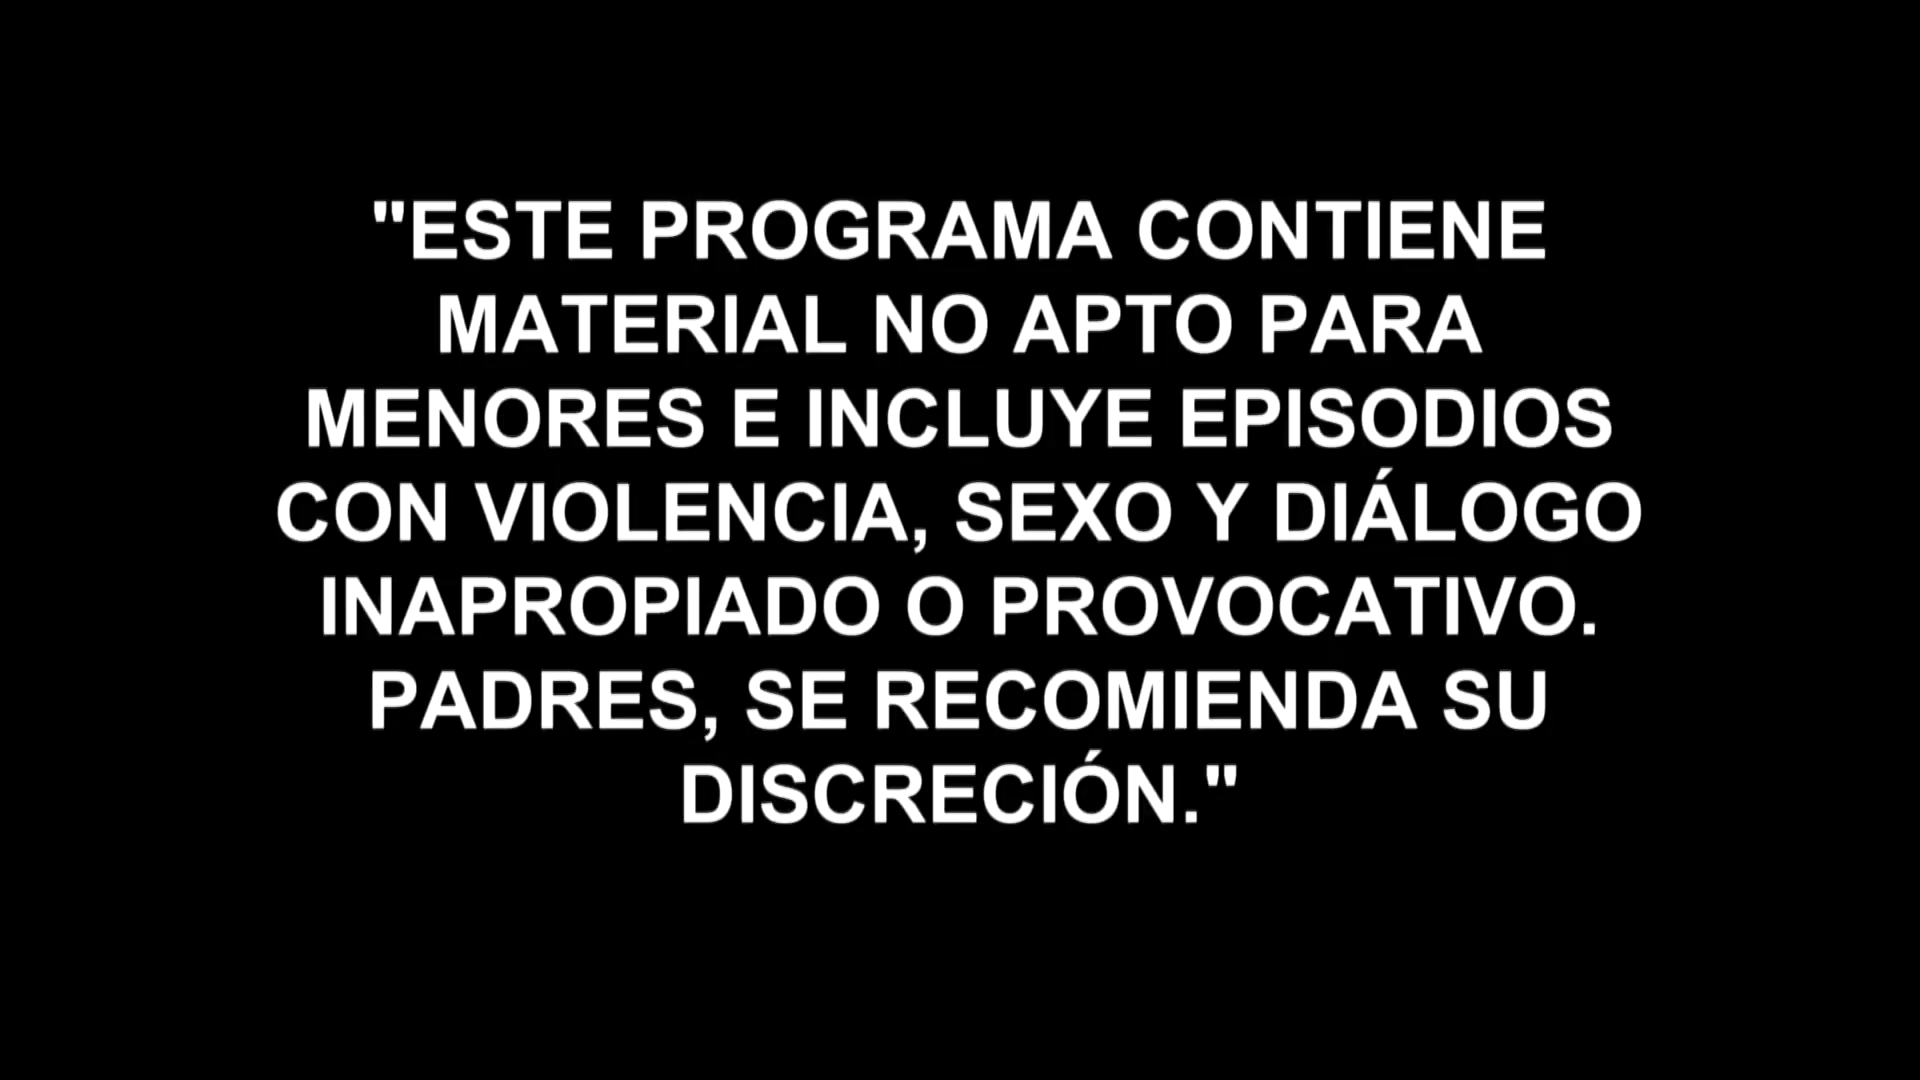 "ESTE PROGRAMA CONTIENE
MATERIAL NO APTO PARA
MENORES E INCLUYE EPISODIOS
CON VIOLENCIA, SEXO Y DIÁLOGO
INAPROPIADO O PROVOCATIVO.
PADRES, SE RECOMIENDA SU
DISCRECIÓN."